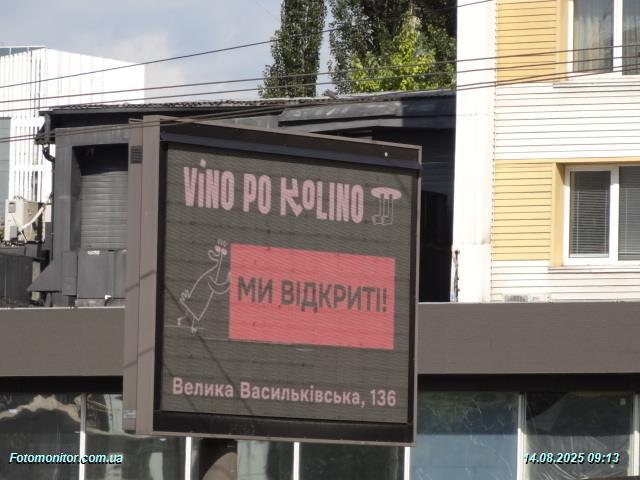 ViNO PO KOLINO
МИ ВІДКРИТІ!
Велика Васильківська, 136
Fotomonitor.com.ua
14.08.2025 09:13